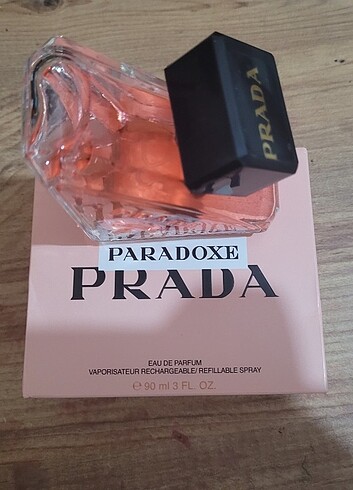 PRADA
PARADOXE
PRADA
EAU DE PARFUM
VAPORISATEUR RECHARGEABLE/ REFILLABLE SPRAY
℮ 90 ml 3 FL. OZ.